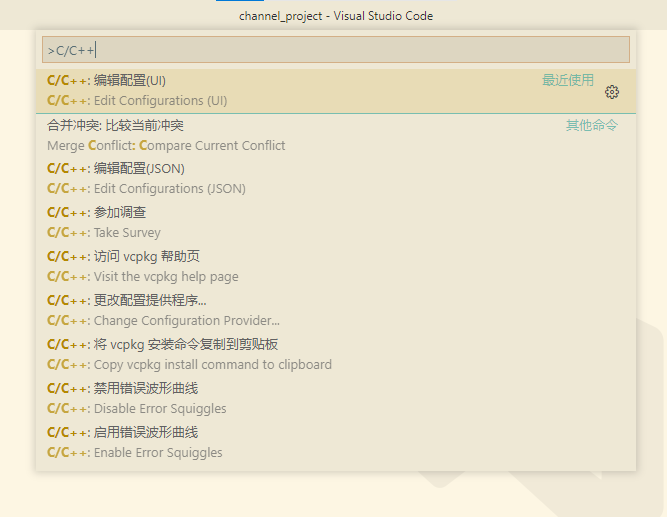 channel_project - Visual Studio Code
>C/C++
C/C++: 编辑配置(UI) 最近使用
C/C++: Edit Configurations (UI)
合并冲突: 比较当前冲突 其他命令
Merge Conflict: Compare Current Conflict
C/C++: 编辑配置(JSON)
C/C++: Edit Configurations (JSON)
C/C++: 参加调查
C/C++: Take Survey
C/C++: 访问 vcpkg 帮助页
C/C++: Visit the vcpkg help page
C/C++: 更改配置提供程序...
C/C++: Change Configuration Provider...
C/C++: 将 vcpkg 安装命令复制到剪贴板
C/C++: Copy vcpkg install command to clipboard
C/C++: 禁用错误波形曲线
C/C++: Disable Error Squiggles
C/C++: 启用错误波形曲线
C/C++: Enable Error Squiggles